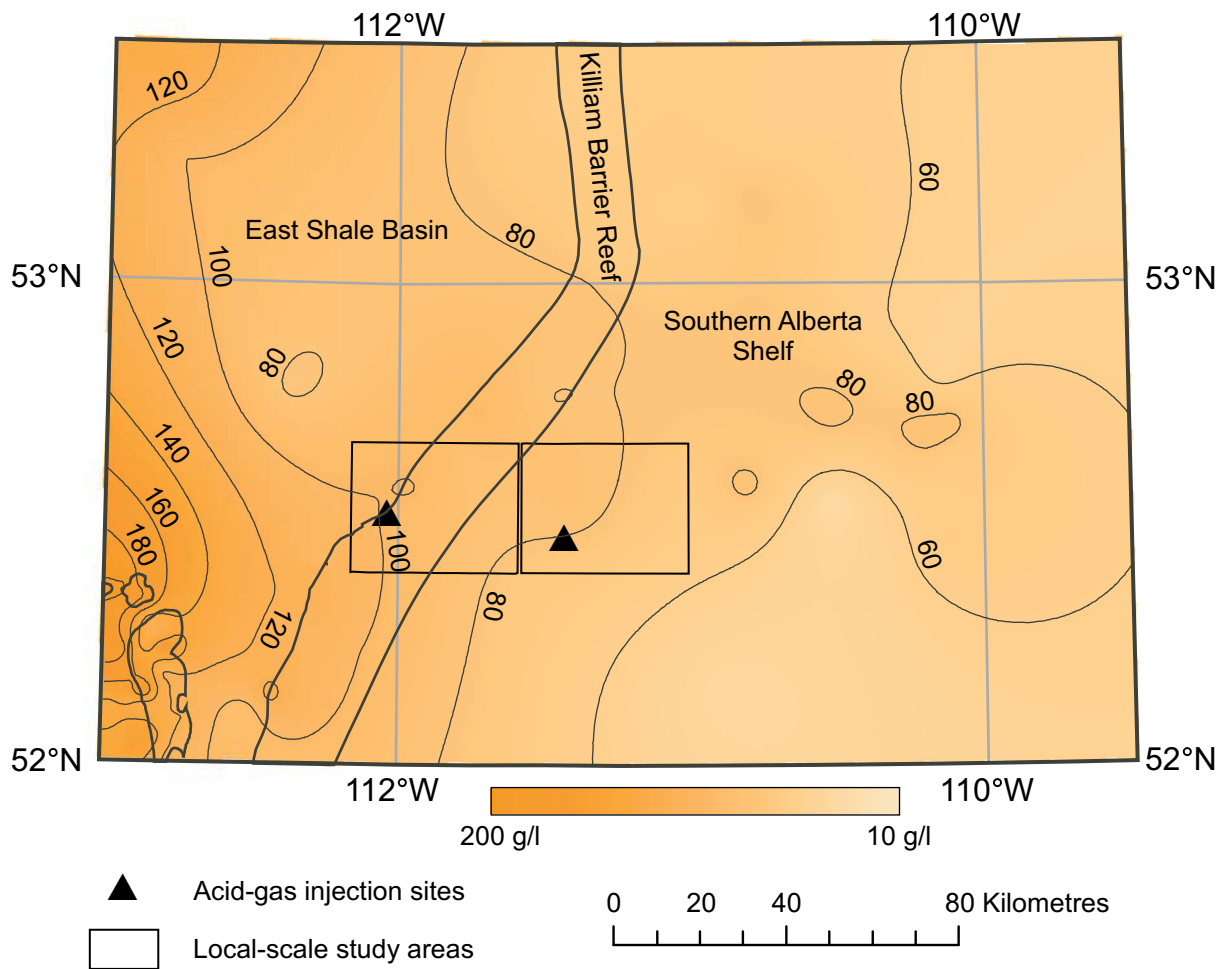 112°W
110°W
120
Killiam Barrier Reef
60
East Shale Basin
80
100
53°N
53°N
Southern Alberta
Shelf
120
80
80
80
140
160
180
100
60
80
120
52°N
52°N
112°W
110°W
200 g/l
10 g/l
Acid-gas injection sites
0 20 40 80 Kilometres
Local-scale study areas